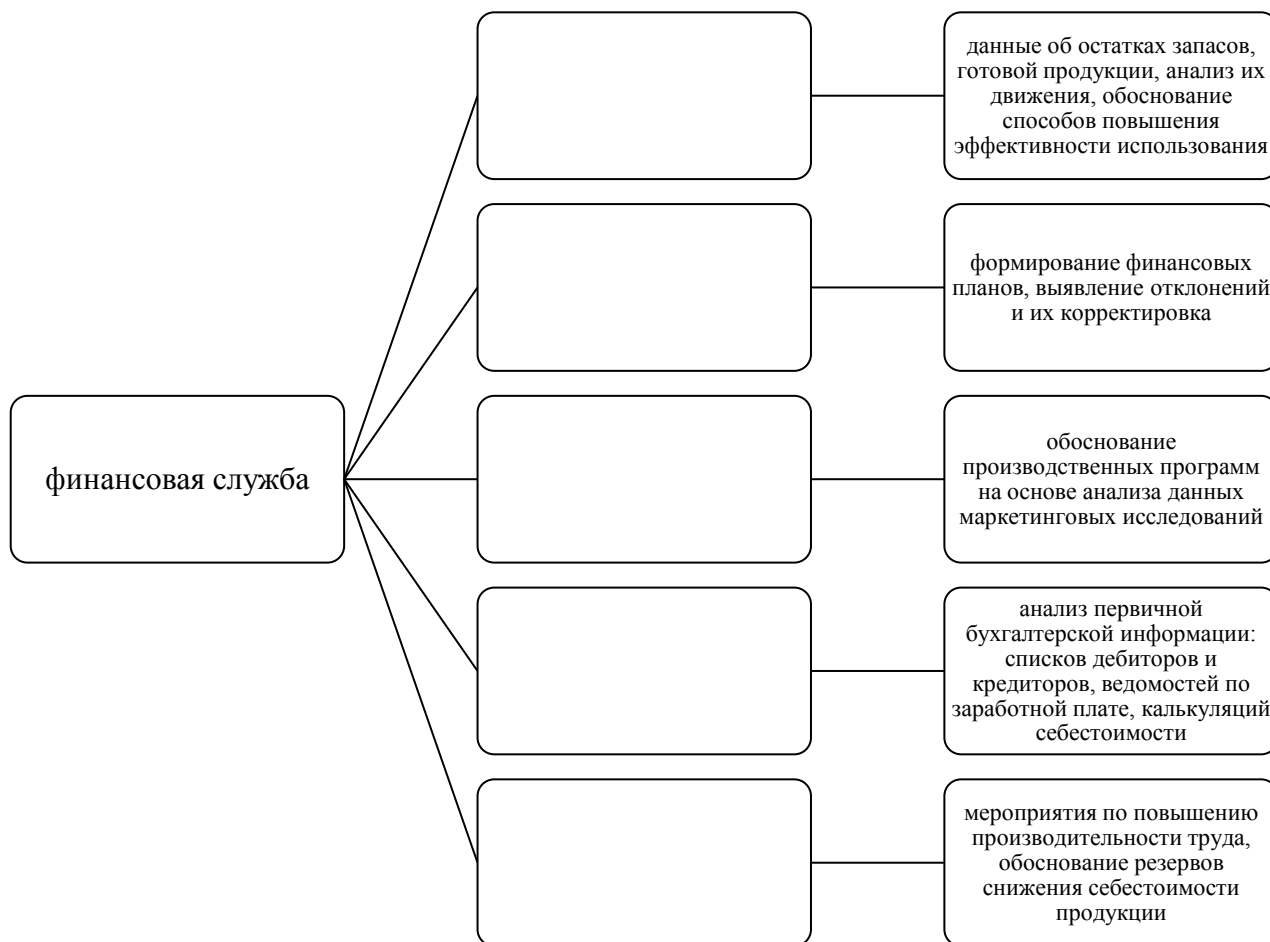 данные об остатках запасов,
готовой продукции, анализ их
движения, обоснование
способов повышения
эффективности использования
формирование финансовых
планов, выявление отклонений
и их корректировка
финансовая служба
обоснование
производственных программ
на основе анализа данных
маркетинговых исследований
анализ первичной
бухгалтерской информации:
списков дебиторов и
кредиторов, ведомостей по
заработной плате, калькуляций
себестоимости
мероприятия по повышению
производительности труда,
обоснование резервов
снижения себестоимости
продукции